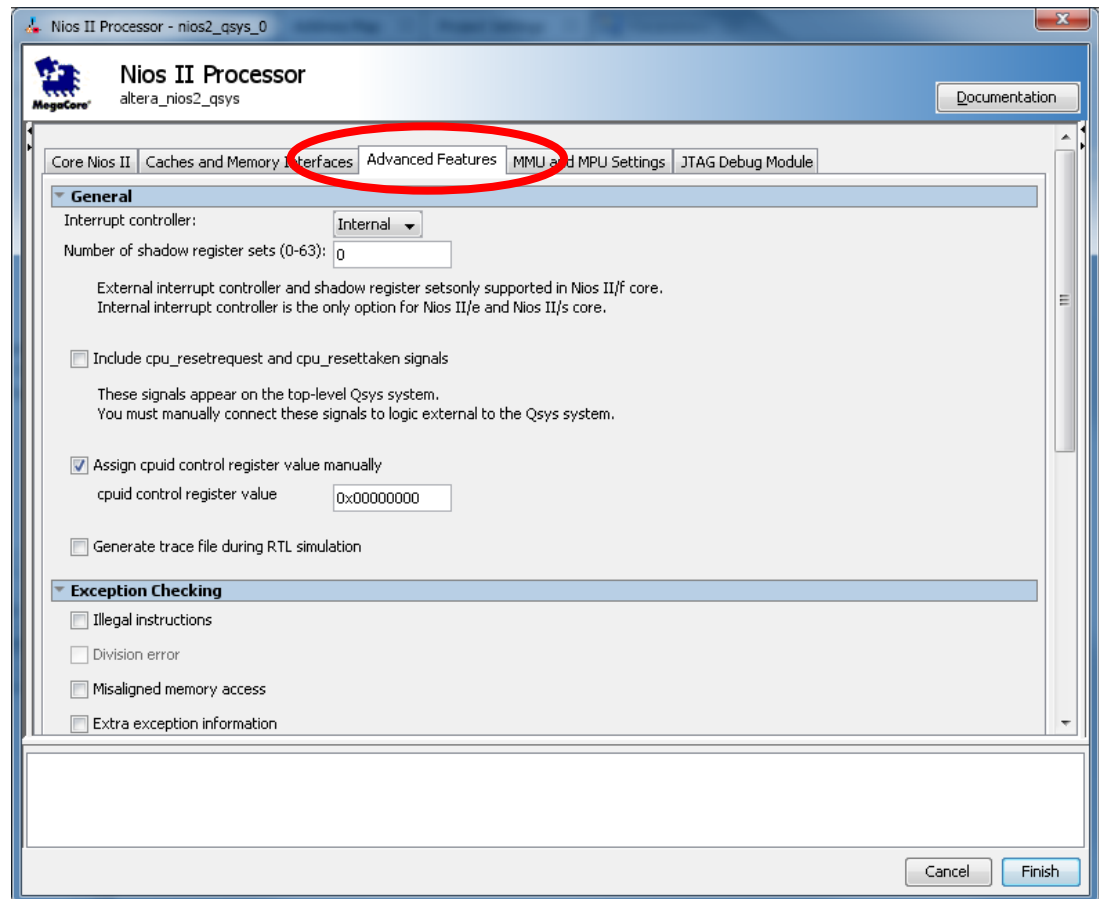 Nios II Processor - nios2_qsys_0
Nios II Processor
altera_nios2_qsys
MegaCore®
Documentation
Core Nios II Caches and Memory Interfaces Advanced Features MMU and MPU Settings JTAG Debug Module
General
Interrupt controller: Internal
Number of shadow register sets (0-63): 0
External interrupt controller and shadow register setsonly supported in Nios II/f core.
Internal interrupt controller is the only option for Nios II/e and Nios II/s core.
Include cpu_resetrequest and cpu_resettaken signals
These signals appear on the top-level Qsys system.
You must manually connect these signals to logic external to the Qsys system.
Assign cpuid control register value manually
cpuid control register value 0x00000000
Generate trace file during RTL simulation
Exception Checking
Illegal instructions
Division error
Misaligned memory access
Extra exception information
Cancel Finish